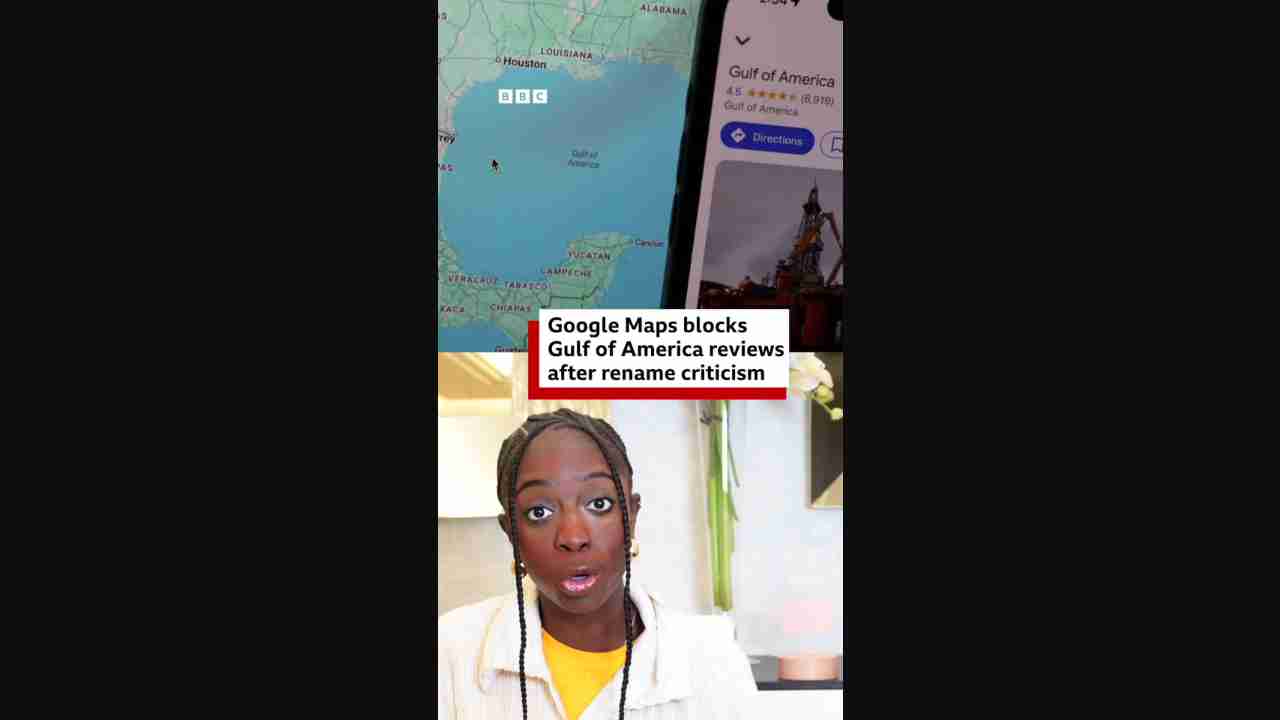 ALABAMA
LOUISIANA
Houston
BBC
Gulf of
America
Cancun
YUCATAN
CAMPECHE
VERACRUZ
TABASCO
CHIAPAS
Gulf of America
4.5 (6,919)
Gulf of America
Directions
Google Maps blocks
Gulf of America reviews
after rename criticism